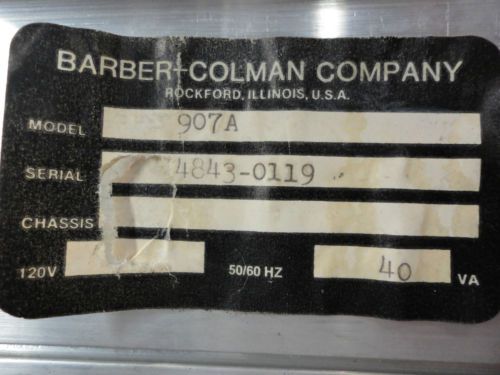 BARBER-COLMAN COMPANY
ROCKFORD, ILLINOIS, U.S.A.
MODEL 907A
SERIAL 4843-0119
CHASSIS
120V 50/60 HZ 40 VA